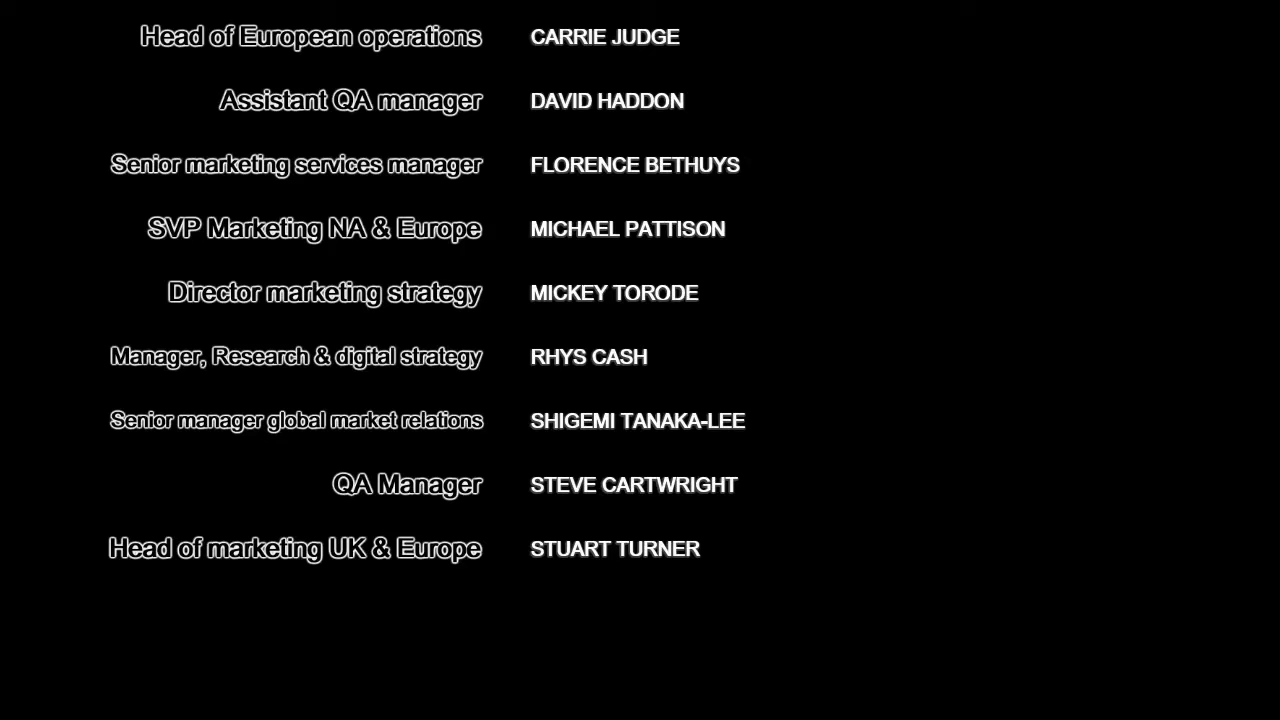 Head of European operations CARRIE JUDGE
Assistant QA manager DAVID HADDON
Senior marketing services manager FLORENCE BETHUYS
SVP Marketing NA & Europe MICHAEL PATTISON
Director marketing strategy MICKEY TORODE
Manager, Research & digital strategy RHYS CASH
Senior manager global market relations SHIGEMI TANAKA-LEE
QA Manager STEVE CARTWRIGHT
Head of marketing UK & Europe STUART TURNER